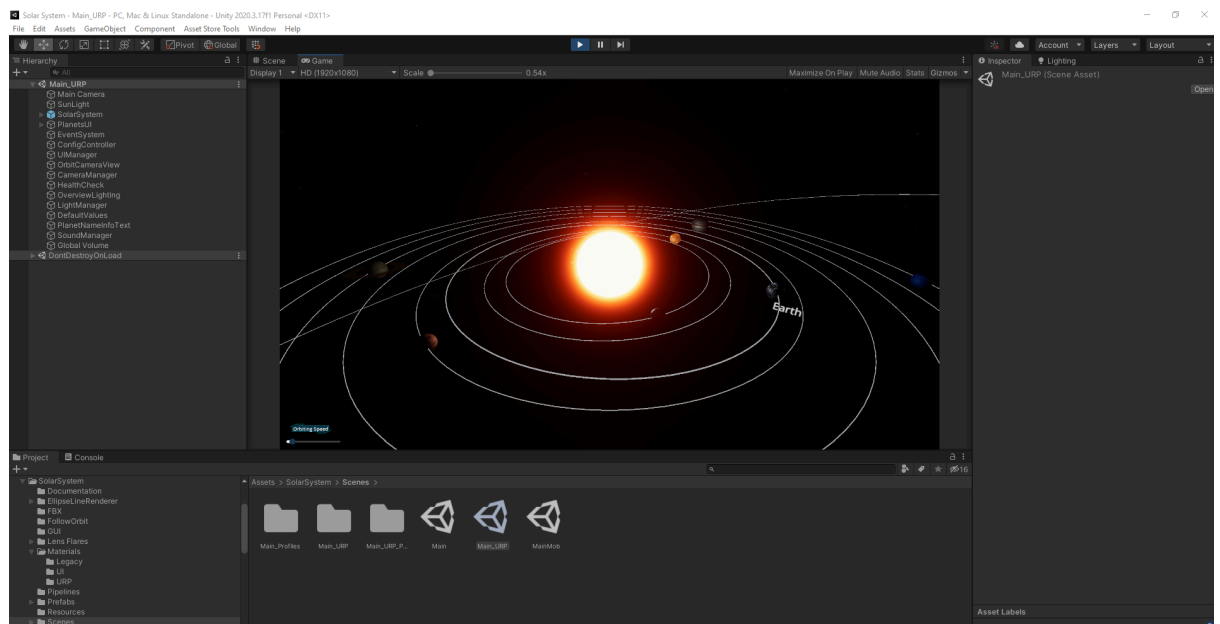 Solar System - Main_URP - PC, Mac & Linux Standalone - Unity 2020.3.17f1 Personal <DX11>
File Edit Assets GameObject Component Asset Store Tools Window Help
Pivot Global
Account Layers Layout
Hierarchy
All
Main_URP
Main Camera
SunLight
SolarSystem
PlanetsUI
EventSystem
ConfigController
UIManager
OrbitCameraView
CameraManager
HealthCheck
OverviewLighting
LightManager
DefaultValues
PlanetNameInfoText
SoundManager
Global Volume
DontDestroyOnLoad
Scene Game
Display 1 HD (1920x1080) Scale 0.54x Maximize On Play Mute Audio Stats Gizmos
Earth
Orbiting Speed
Inspector Lighting
Main_URP (Scene Asset)
Open
Project Console
16
SolarSystem
Documentation
EllipseLineRenderer
FBX
FollowOrbit
GUI
Lens Flares
Materials
Legacy
UI
URP
Pipelines
Prefabs
Resources
Scenes
Assets > SolarSystem > Scenes >
Main_Profiles Main_URP Main_URP_P... Main Main_URP MainMob
Asset Labels